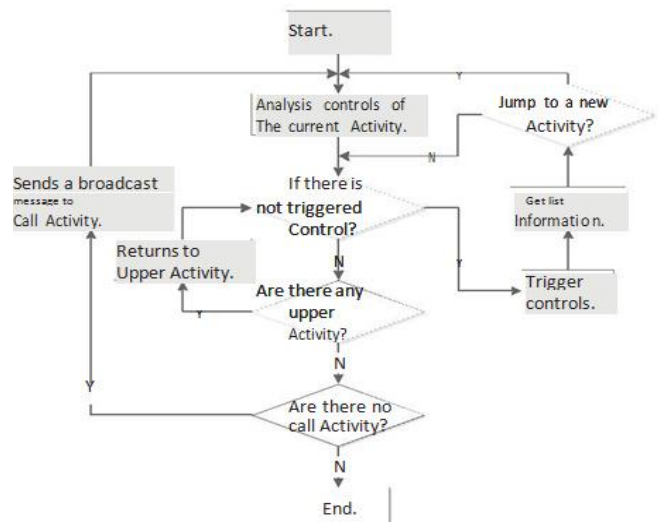 Start.
Y
Analysis controls of
The current Activity.
Jump to a new
Activity?
N
Sends a broadcast
message to
Call Activity.
If there is
not triggered
Control?
Get list
Information.
Returns to
Upper Activity.
N
Y
Trigger
controls.
Are there any
upper
Activity?
Y
N
Y
Are there no
call Activity?
N
End.